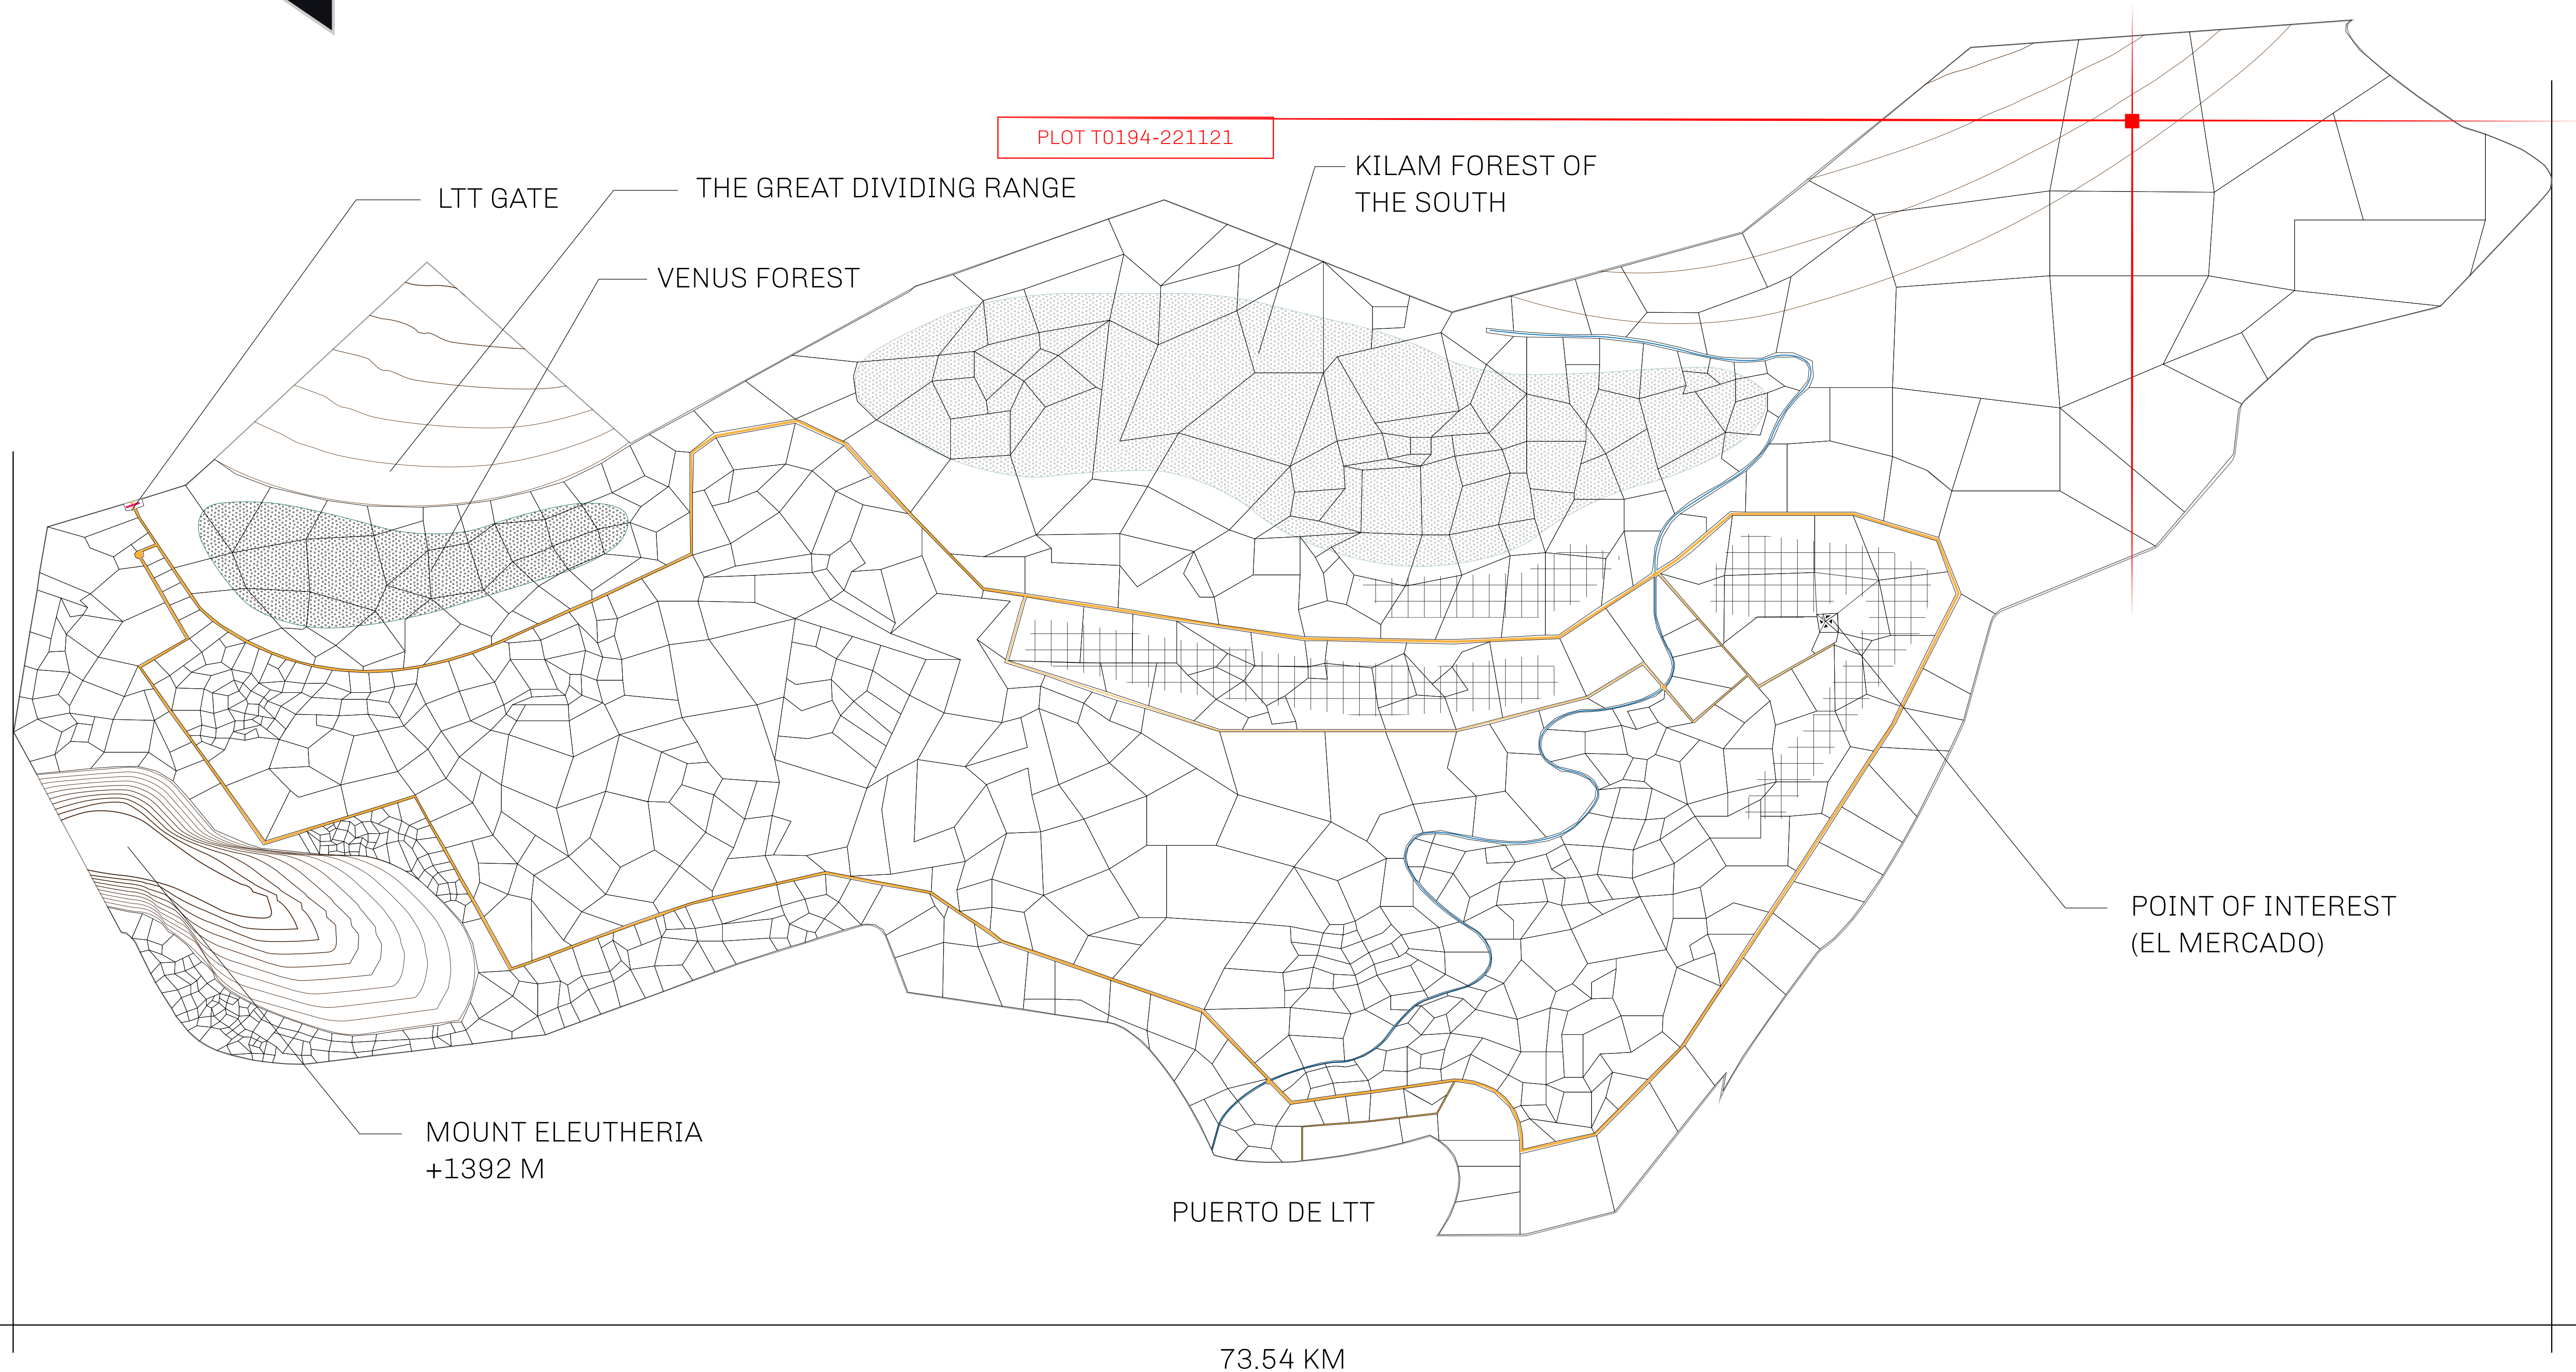 PLOT T0194-221121
KILAM FOREST OF
THE SOUTH
LTT GATE
THE GREAT DIVIDING RANGE
VENUS FOREST
POINT OF INTEREST
(EL MERCADO)
MOUNT ELEUTHERIA
+1392 M
PUERTO DE LTT
73.54 KM